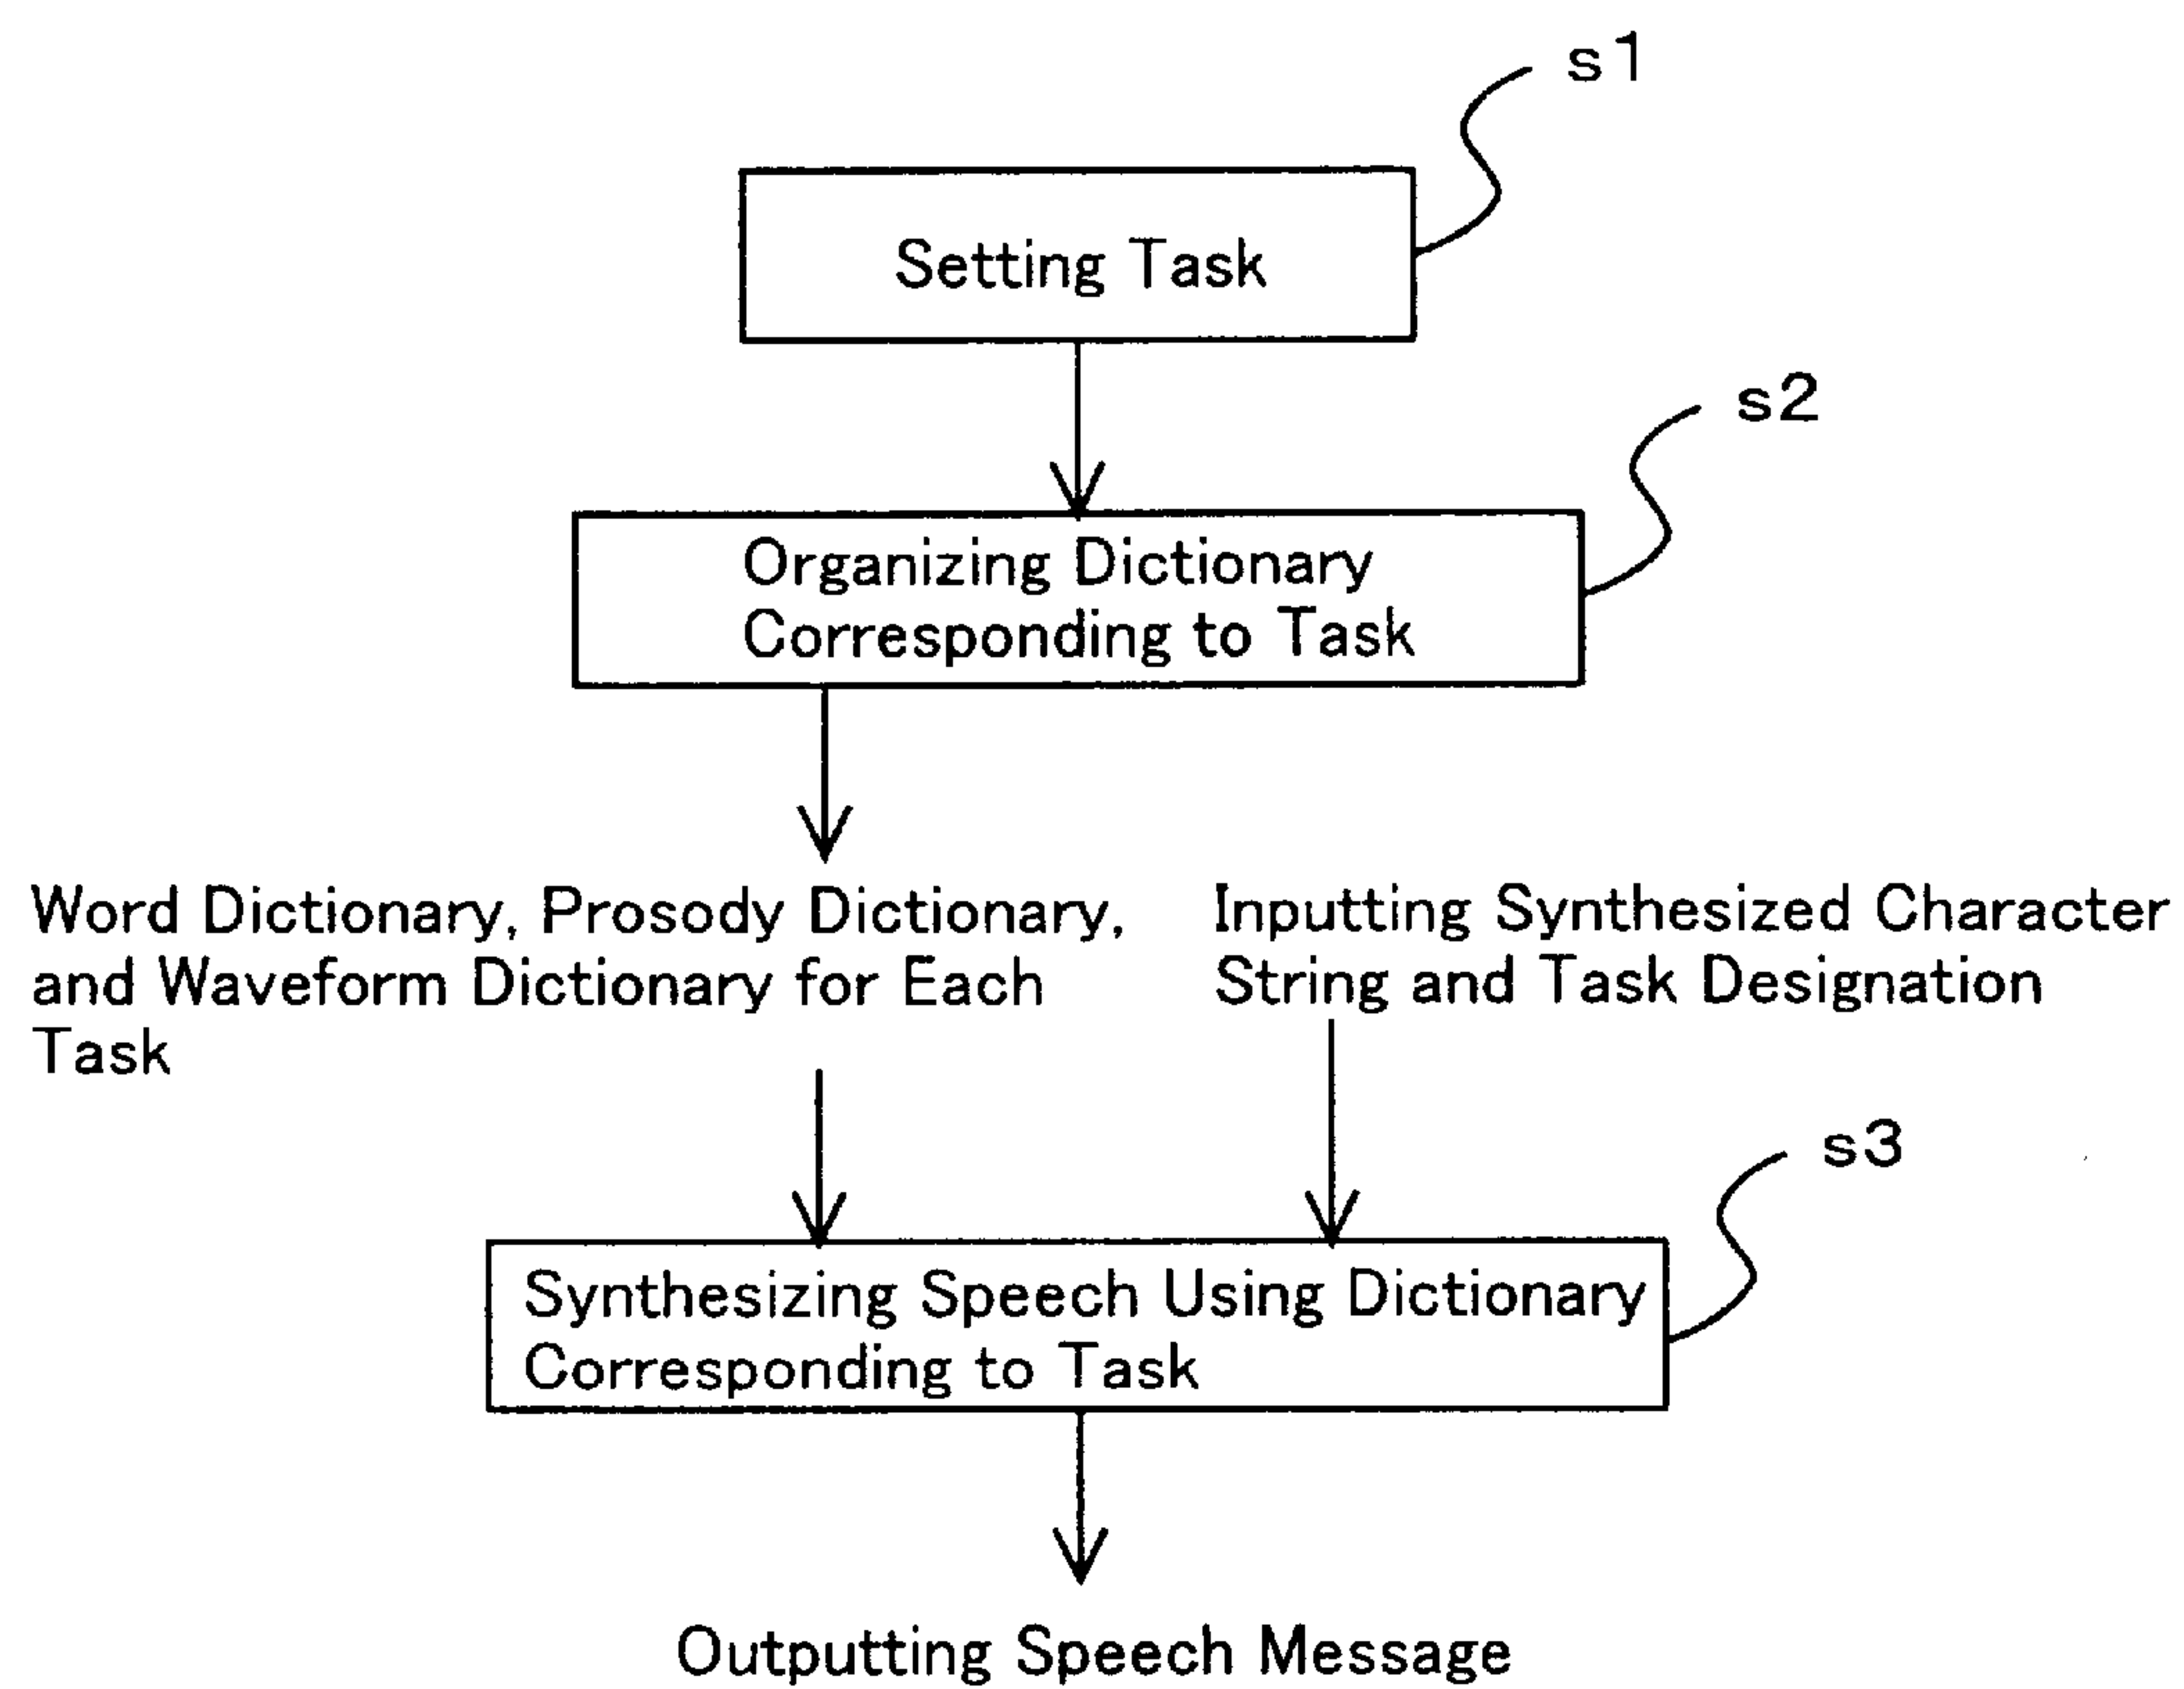 s1
Setting Task
s2
Organizing Dictionary
Corresponding to Task
Word Dictionary, Prosody Dictionary,
and Waveform Dictionary for Each
Task
Inputting Synthesized Character
String and Task Designation
s3
Synthesizing Speech Using Dictionary
Corresponding to Task
Outputting Speech Message